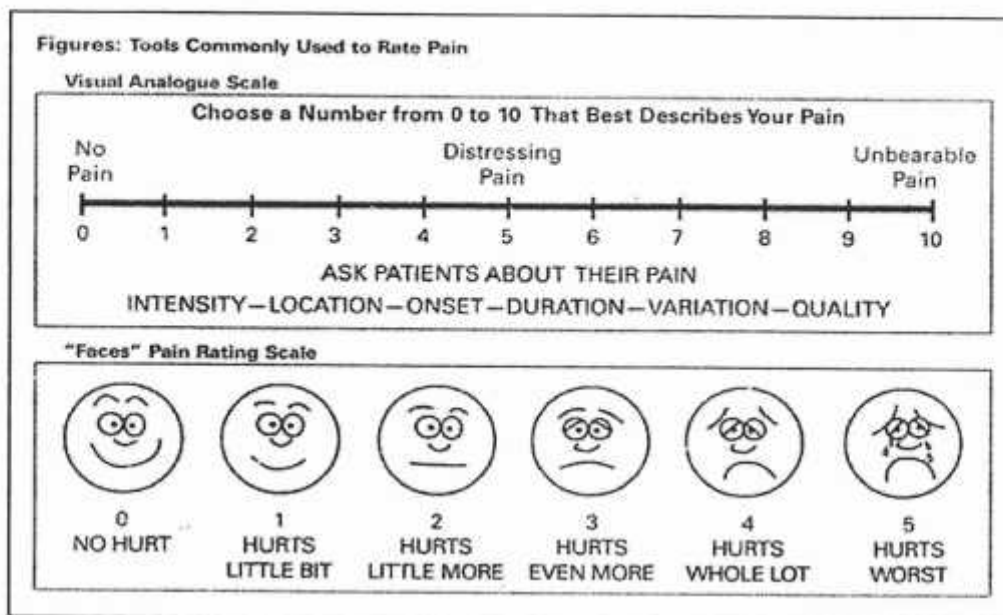 Figures: Tools Commonly Used to Rate Pain
Visual Analogue Scale
Choose a Number from 0 to 10 That Best Describes Your Pain
No Pain
Distressing Pain
Unbearable Pain
0 1 2 3 4 5 6 7 8 9 10
ASK PATIENTS ABOUT THEIR PAIN
INTENSITY—LOCATION—ONSET—DURATION—VARIATION—QUALITY
"Faces" Pain Rating Scale
0
NO HURT
1
HURTS
LITTLE BIT
2
HURTS
LITTLE MORE
3
HURTS
EVEN MORE
4
HURTS
WHOLE LOT
5
HURTS
WORST